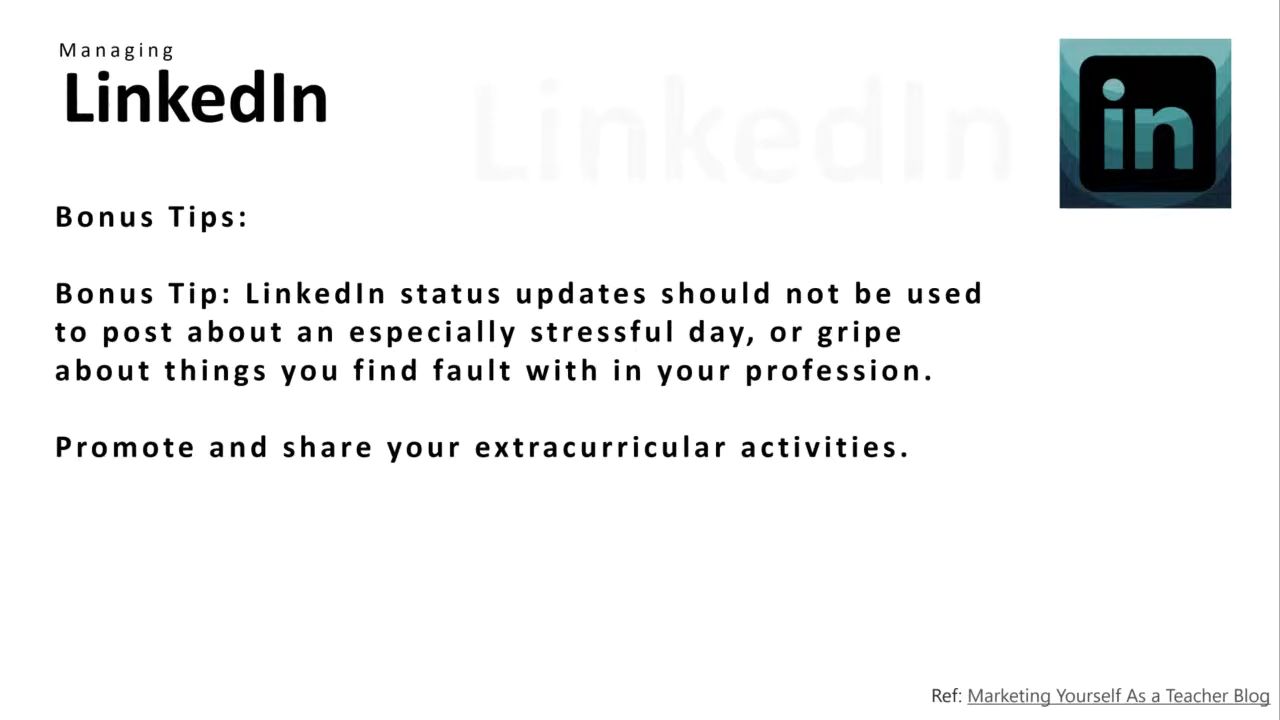 Managing
LinkedIn
LinkedIn
in
Bonus Tips:
Bonus Tip: LinkedIn status updates should not be used
to post about an especially stressful day, or gripe
about things you find fault with in your profession.
Promote and share your extracurricular activities.
Ref: Marketing Yourself As a Teacher Blog